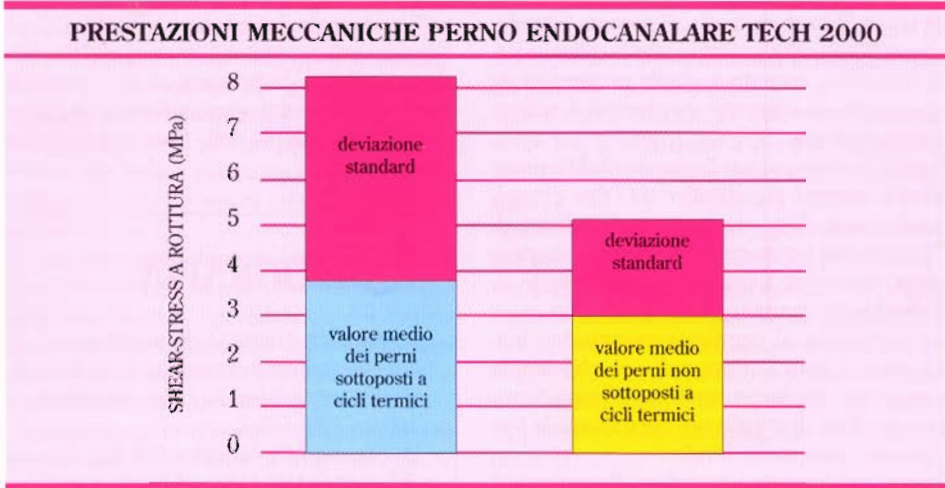 PRESTAZIONI MECCANICHE PERNO ENDOCANALARE TECH 2000
SHEAR-STRESS A ROTTURA (MPa)
8
7
6
5
4
3
2
1
0
deviazione
standard
valore medio
dei perni
sottoposti a
cicli termici
deviazione
standard
valore medio
dei perni non
sottoposti a
cicli termici